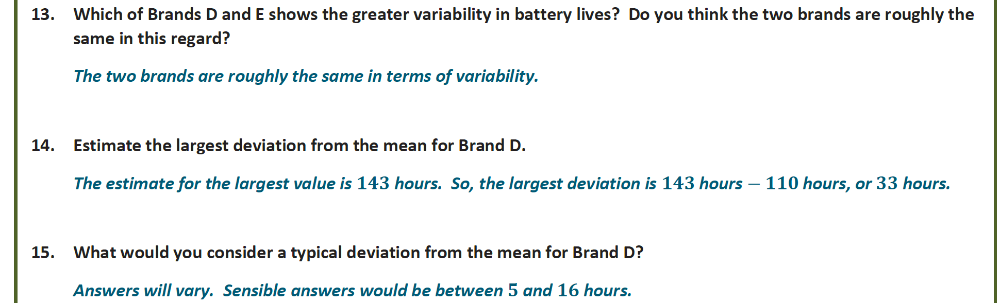 13. Which of Brands D and E shows the greater variability in battery lives? Do you think the two brands are roughly the
same in this regard?
The two brands are roughly the same in terms of variability.
14. Estimate the largest deviation from the mean for Brand D.
The estimate for the largest value is 143 hours. So, the largest deviation is 143 hours − 110 hours, or 33 hours.
15. What would you consider a typical deviation from the mean for Brand D?
Answers will vary. Sensible answers would be between 5 and 16 hours.